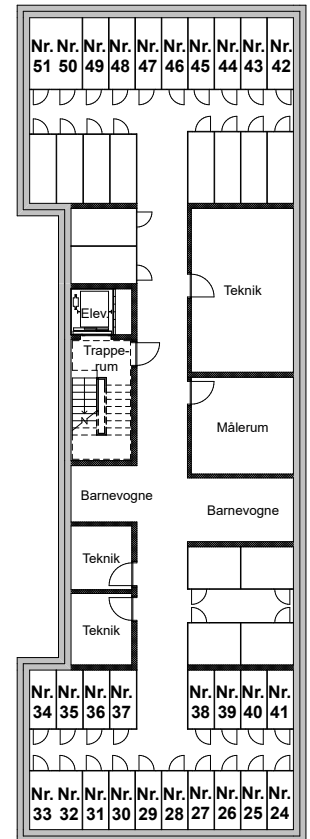 Nr. Nr. Nr. Nr. Nr. Nr. Nr. Nr. Nr. Nr.
51 50 49 48 47 46 45 44 43 42
Teknik
Elev.
Trappe-
rum
Målerum
Barnevogne
Barnevogne
Teknik
Teknik
Nr. Nr. Nr. Nr. Nr. Nr. Nr. Nr.
34 35 36 37 38 39 40 41
Nr. Nr. Nr. Nr. Nr. Nr. Nr. Nr. Nr. Nr.
33 32 31 30 29 28 27 26 25 24